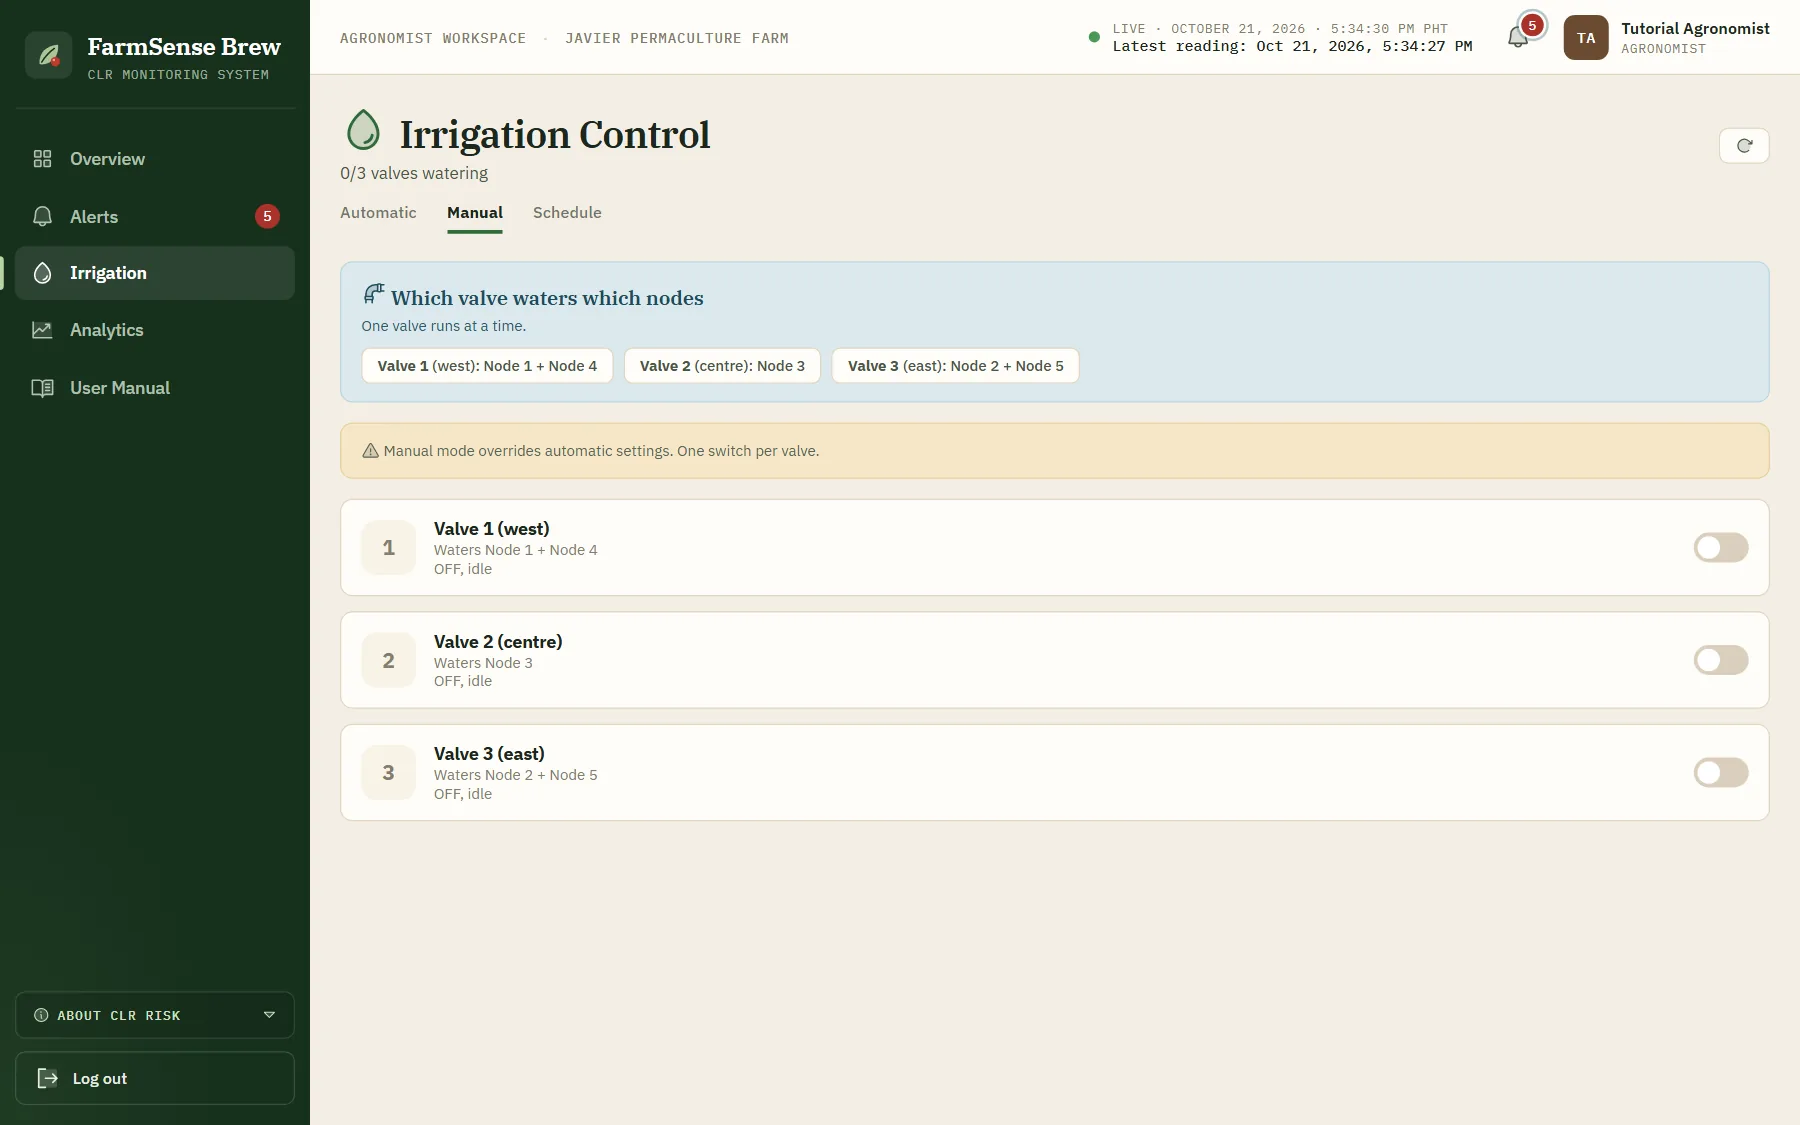 FarmSense Brew
CLR MONITORING SYSTEM
Overview
Alerts 5
Irrigation
Analytics
User Manual
ABOUT CLR RISK
Log out
AGRONOMIST WORKSPACE · JAVIER PERMACULTURE FARM
LIVE · OCTOBER 21, 2026 · 5:34:30 PM PHT
Latest reading: Oct 21, 2026, 5:34:27 PM
5
TA
Tutorial Agronomist
AGRONOMIST
Irrigation Control
0/3 valves watering
Automatic Manual Schedule
Which valve waters which nodes
One valve runs at a time.
Valve 1 (west): Node 1 + Node 4 Valve 2 (centre): Node 3 Valve 3 (east): Node 2 + Node 5
Manual mode overrides automatic settings. One switch per valve.
1
Valve 1 (west)
Waters Node 1 + Node 4
OFF, idle
2
Valve 2 (centre)
Waters Node 3
OFF, idle
3
Valve 3 (east)
Waters Node 2 + Node 5
OFF, idle